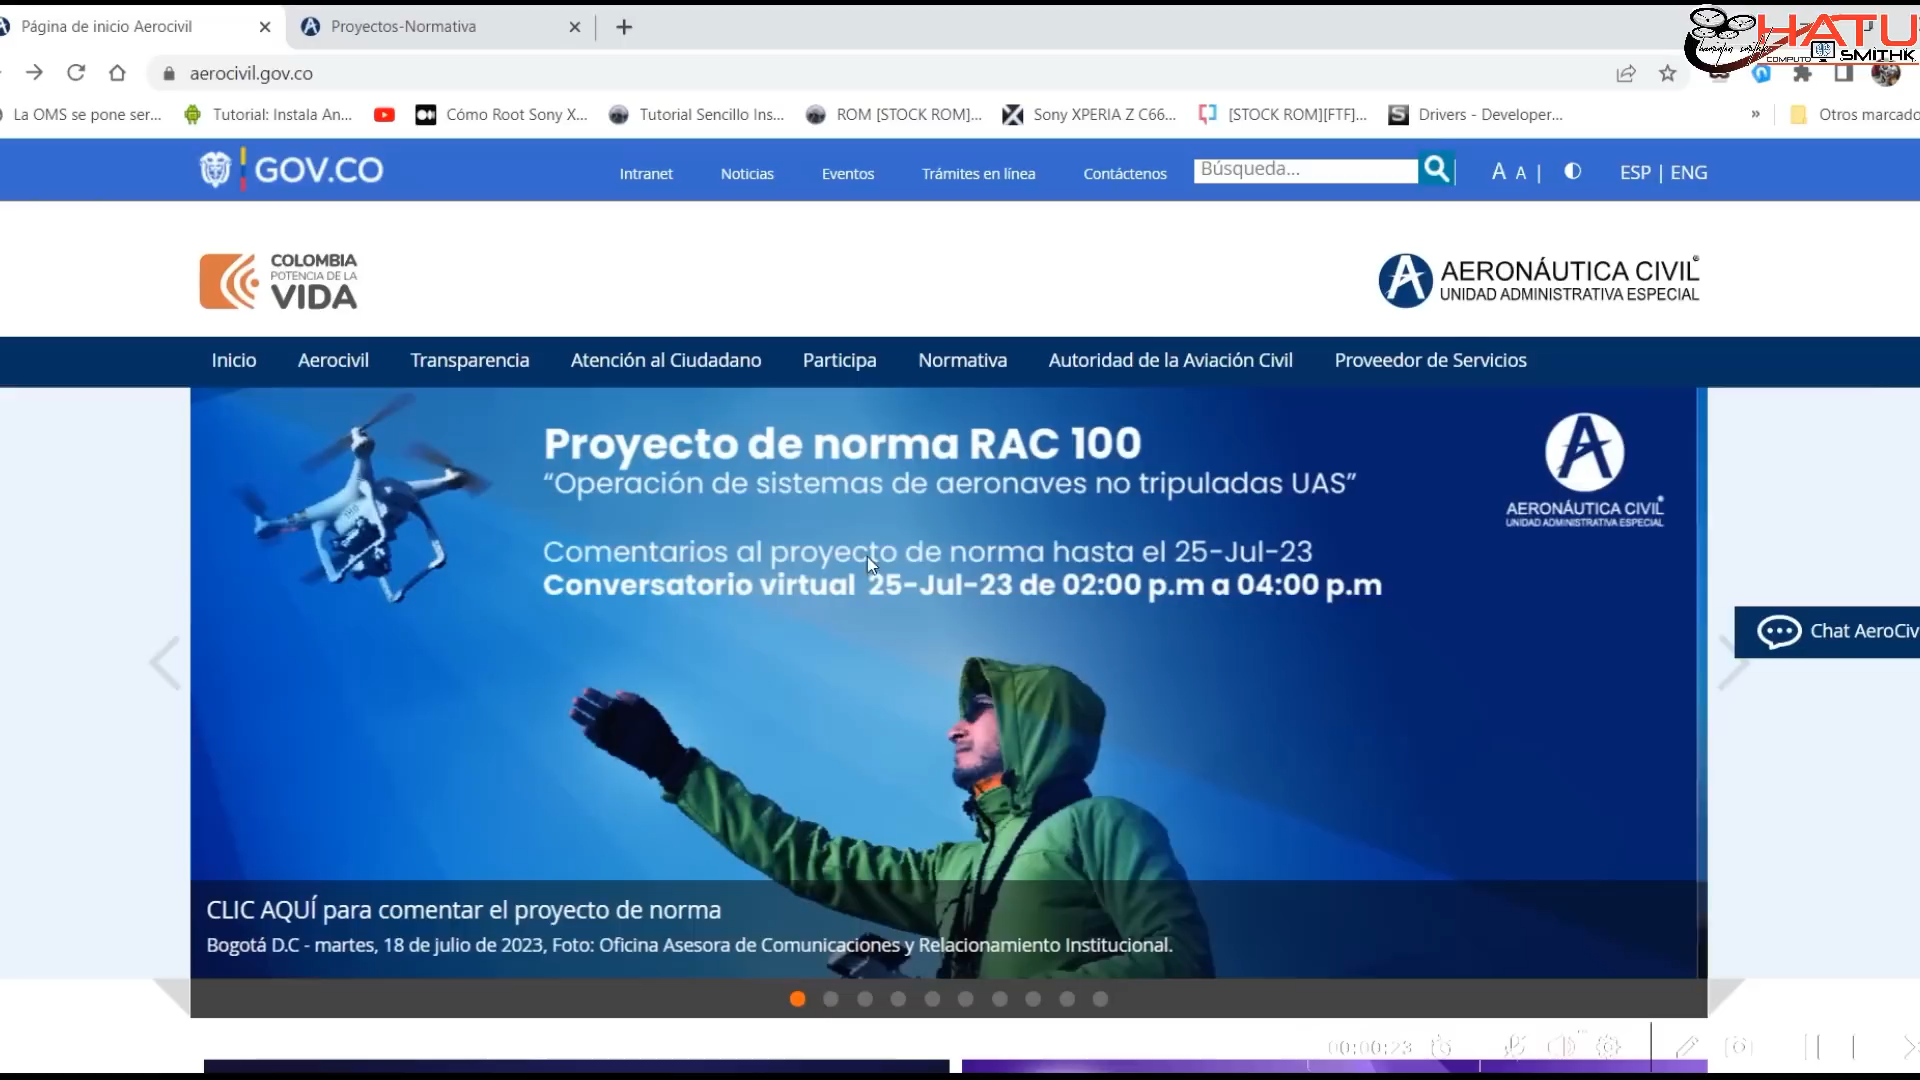 Página de inicio Aerocivil
Proyectos-Normativa
HATU
SMITHK
COMPUTO
aerocivil.gov.co
La OMS se pone ser...
Tutorial: Instala An...
Cómo Root Sony X...
Tutorial Sencillo Ins...
ROM [STOCK ROM]...
Sony XPERIA Z C66...
[STOCK ROM][FTF]...
Drivers - Developer...
»
Otros marcado
GOV.CO
Intranet
Noticias
Eventos
Trámites en línea
Contáctenos
Búsqueda...
A A |
ESP | ENG
COLOMBIA
POTENCIA DE LA
VIDA
AERONÁUTICA CIVIL®
UNIDAD ADMINISTRATIVA ESPECIAL
Inicio
Aerocivil
Transparencia
Atención al Ciudadano
Participa
Normativa
Autoridad de la Aviación Civil
Proveedor de Servicios
Proyecto de norma RAC 100
“Operación de sistemas de aeronaves no tripuladas UAS”
Comentarios al proyecto de norma hasta el 25-Jul-23
Conversatorio virtual 25-Jul-23 de 02:00 p.m a 04:00 p.m
AERONÁUTICA CIVIL®
UNIDAD ADMINISTRATIVA ESPECIAL
Chat AeroCiv
CLIC AQUÍ para comentar el proyecto de norma
Bogotá D.C - martes, 18 de julio de 2023, Foto: Oficina Asesora de Comunicaciones y Relacionamiento Institucional.
00:00:23